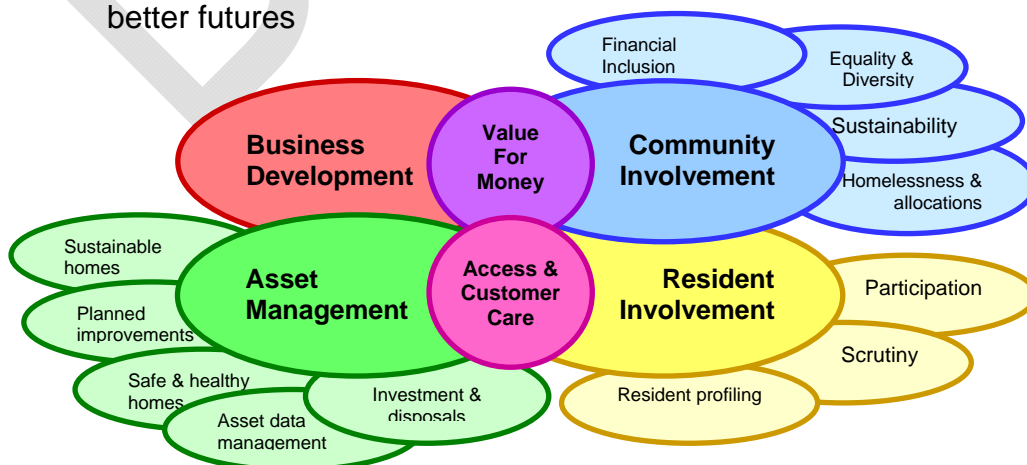 better futures
Financial
Inclusion
Equality &
Diversity
Sustainability
Homelessness &
allocations
Business
Development
Value
For
Money
Community
Involvement
Sustainable
homes
Planned
improvements
Safe & healthy
homes
Asset data
management
Investment &
disposals
Asset
Management
Access &
Customer
Care
Resident
Involvement
Participation
Scrutiny
Resident profiling